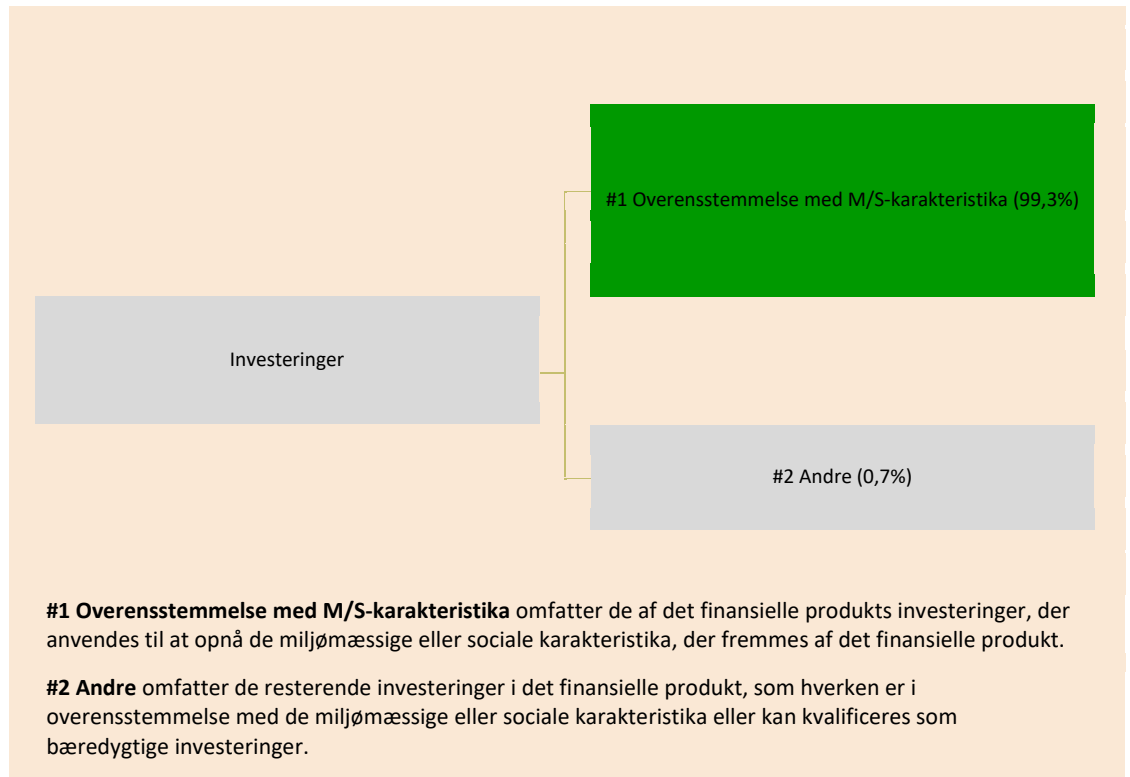 #1 Overensstemmelse med M/S-karakteristika (99,3%)
Investeringer
#2 Andre (0,7%)
#1 Overensstemmelse med M/S-karakteristika omfatter de af det finansielle produkts investeringer, der
anvendes til at opnå de miljømæssige eller sociale karakteristika, der fremmes af det finansielle produkt.
#2 Andre omfatter de resterende investeringer i det finansielle produkt, som hverken er i
overensstemmelse med de miljømæssige eller sociale karakteristika eller kan kvalificeres som
bæredygtige investeringer.